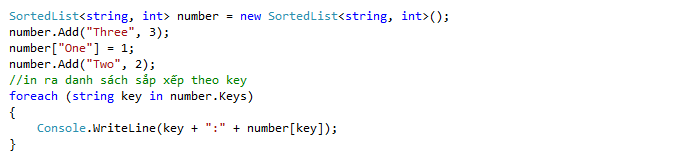 SortedList<string, int> number = new SortedList<string, int>();
number.Add("Three", 3);
number["One"] = 1;
number.Add("Two", 2);
//in ra danh sách sắp xếp theo key
foreach (string key in number.Keys)
{
    Console.WriteLine(key + ":" + number[key]);
}